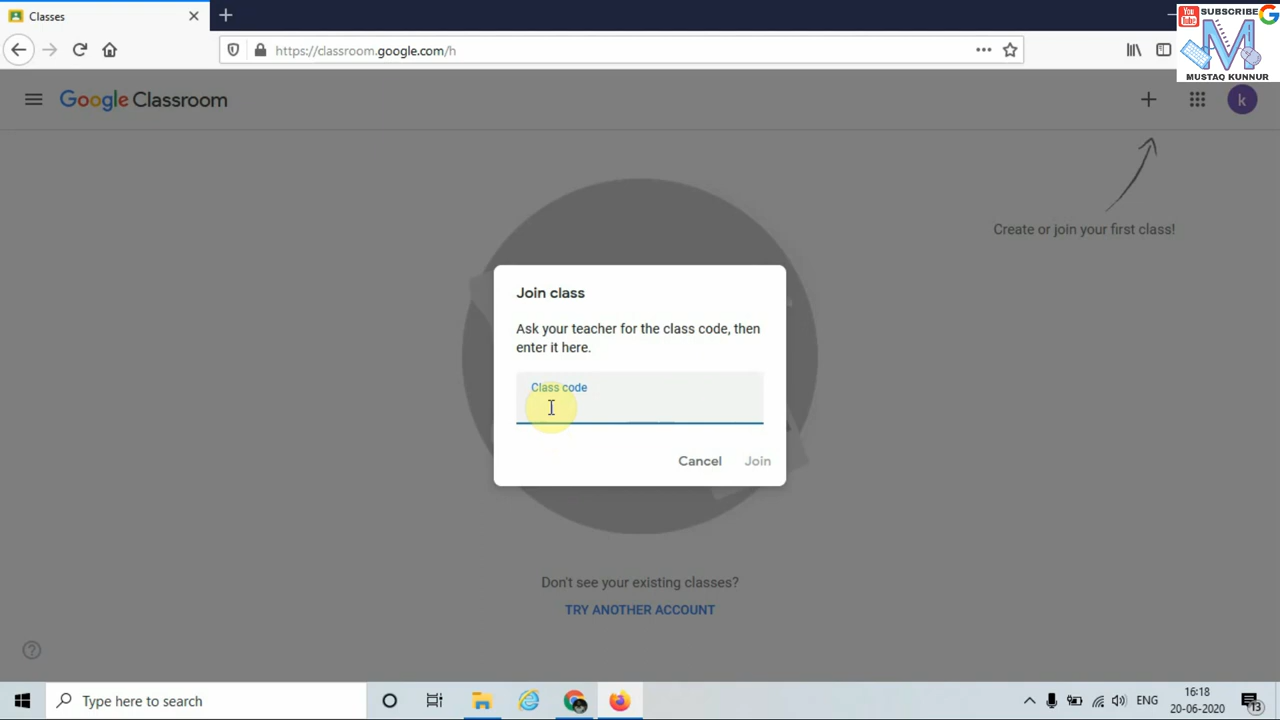 Classes
SUBSCRIBE
You
Tube
MUSTAQ KUNNUR
https://classroom.google.com/h
Google Classroom
k
Create or join your first class!
Join class
Ask your teacher for the class code, then
enter it here.
Class code
Cancel
Join
Don't see your existing classes?
TRY ANOTHER ACCOUNT
Type here to search
ENG
16:18
20-06-2020
13